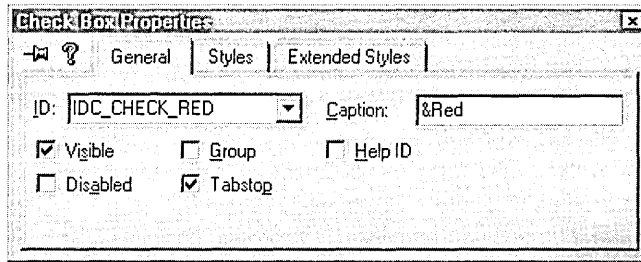 Check Box Properties
? General Styles Extended Styles
ID: IDC_CHECK_RED Caption: &Red
Visible Group Help ID
Disabled Tabstop